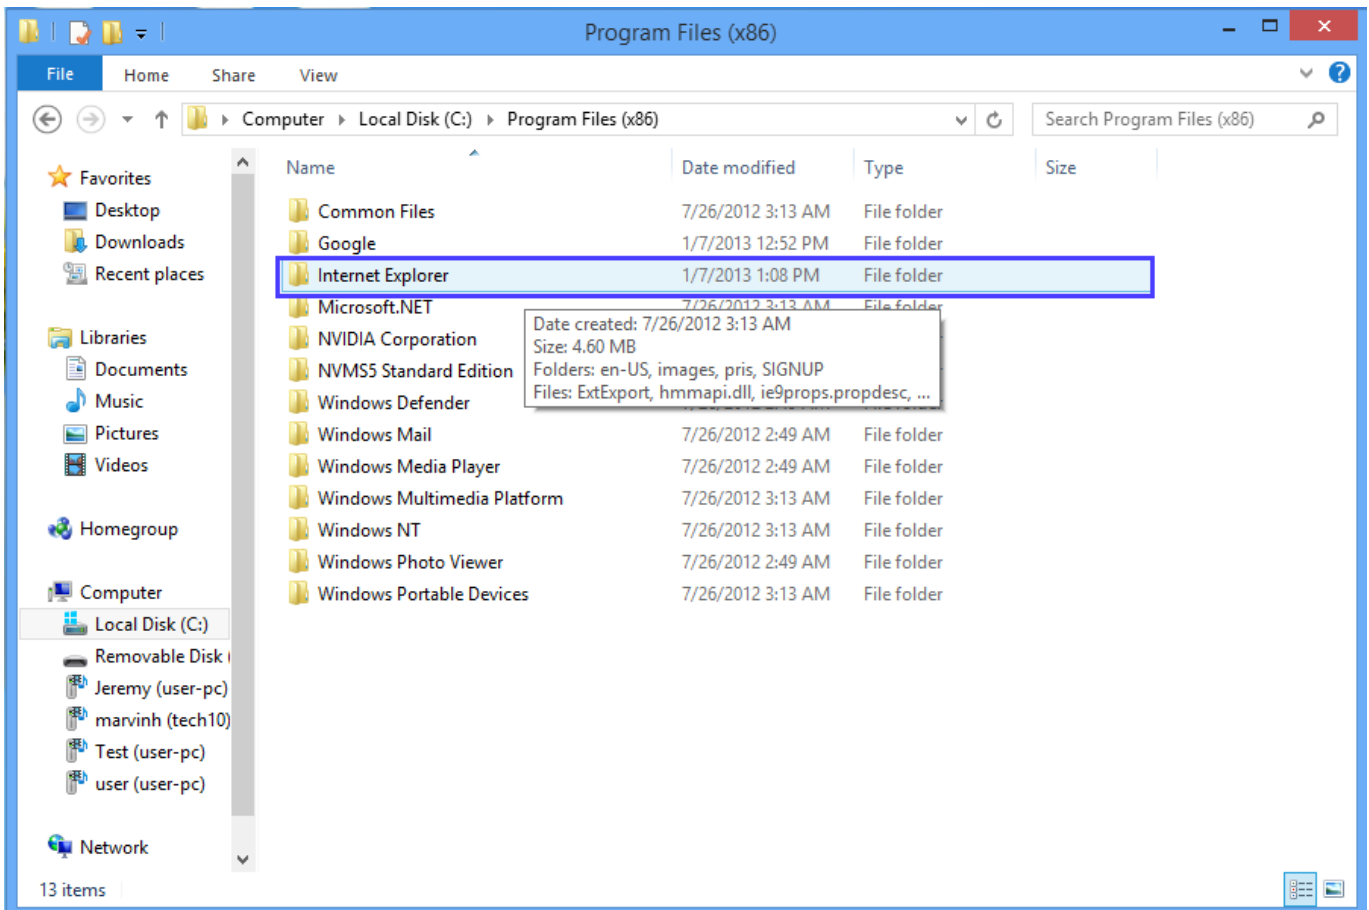 Program Files (x86)
File Home Share View
Computer Local Disk (C:) Program Files (x86) Search Program Files (x86)
Name Date modified Type Size
Favorites
Desktop
Downloads
Recent places
Libraries
Documents
Music
Pictures
Videos
Homegroup
Computer
Local Disk (C:)
Removable Disk
Jeremy (user-pc)
marvinh (tech10)
Test (user-pc)
user (user-pc)
Network
Common Files 7/26/2012 3:13 AM File folder
Google 1/7/2013 12:52 PM File folder
Internet Explorer 1/7/2013 1:08 PM File folder
Microsoft.NET 7/26/2012 3:13 AM File folder
NVIDIA Corporation
NVMS5 Standard Edition
Windows Defender
Windows Mail 7/26/2012 2:49 AM File folder
Windows Media Player 7/26/2012 2:49 AM File folder
Windows Multimedia Platform 7/26/2012 3:13 AM File folder
Windows NT 7/26/2012 3:13 AM File folder
Windows Photo Viewer 7/26/2012 2:49 AM File folder
Windows Portable Devices 7/26/2012 3:13 AM File folder
Date created: 7/26/2012 3:13 AM
Size: 4.60 MB
Folders: en-US, images, pris, SIGNUP
Files: ExtExport, hmmapi.dll, ie9props.propdesc, ...
13 items